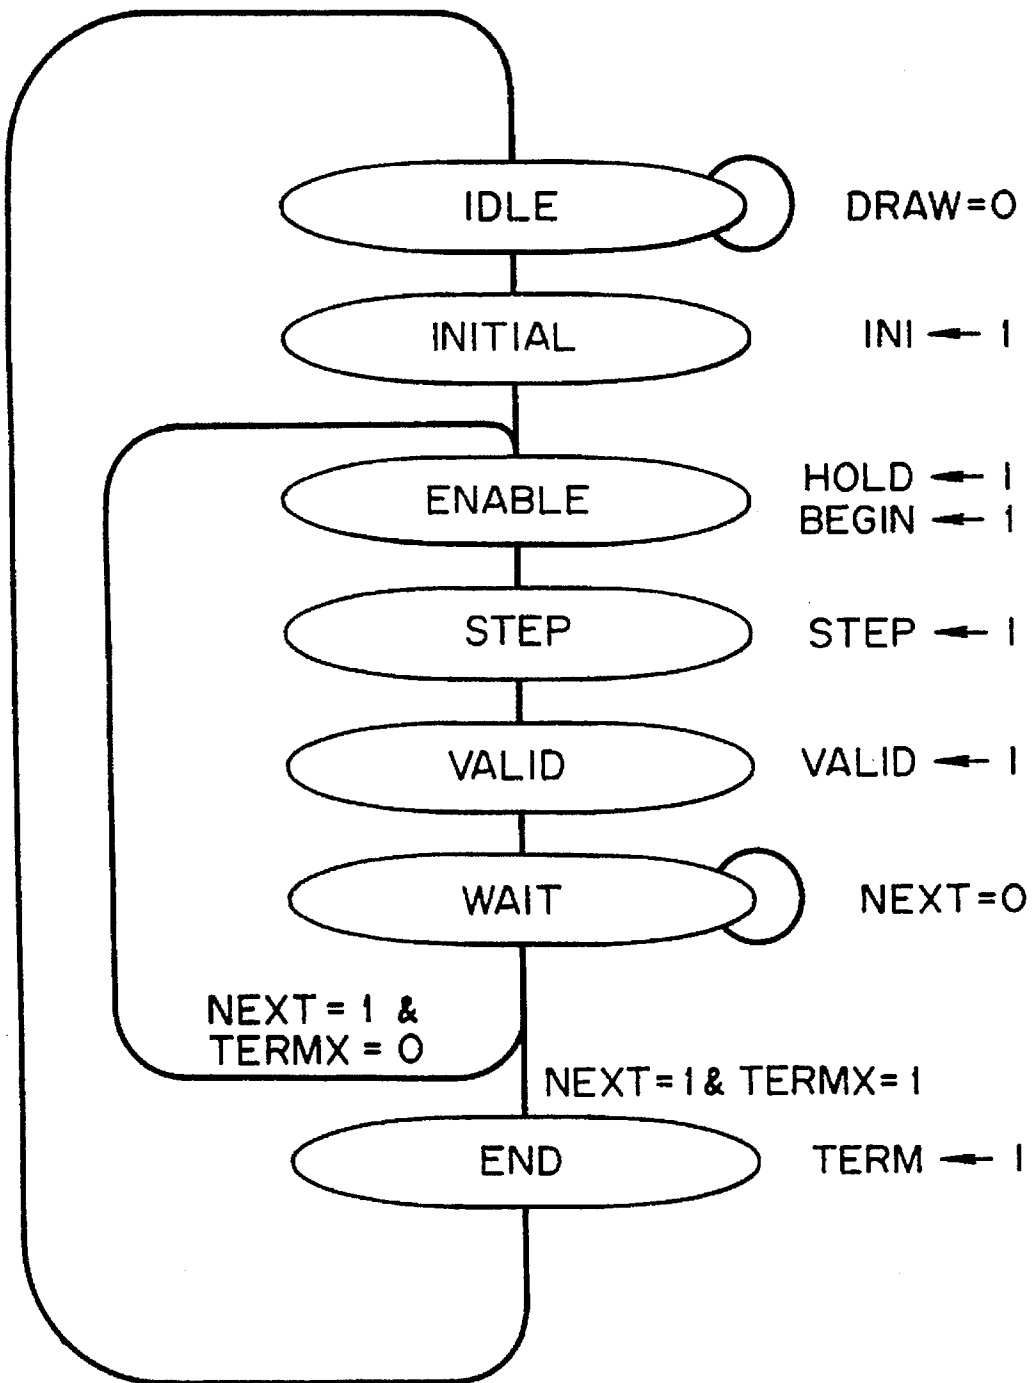 IDLE
DRAW=0
INITIAL
INI ← 1
ENABLE
HOLD ← 1
BEGIN ← 1
STEP
STEP ← 1
VALID
VALID ← 1
WAIT
NEXT=0
NEXT = 1 &
TERMX = 0
NEXT=1 & TERMX=1
END
TERM ← 1